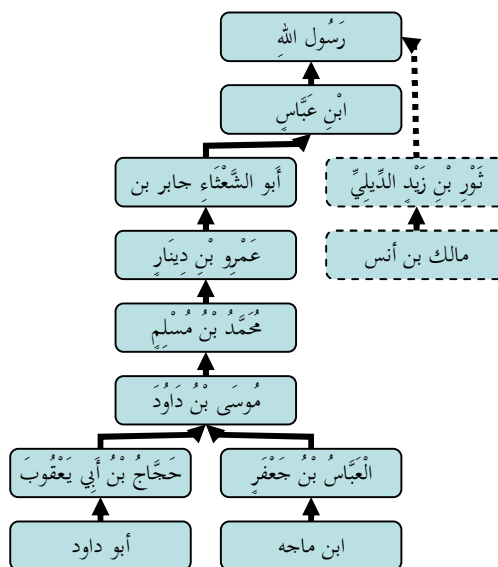 رَسُول اللهِ
ابْنِ عَبَّاسٍ
أَبو الشَّعْثَاءِ جابر بن
ثَوْرِ بْنِ زَيْدٍ الدِّيلِيِّ
عَمْرِو بْنِ دِينَارٍ
مالك بن أنس
مُحَمَّدُ بْنُ مُسْلِمٍ
مُوسَى بْنُ دَاوُدَ
حَجَّاجُ بْنُ أَبِي يَعْقُوبَ
الْعَبَّاسُ بْنُ جَعْفَرٍ
أبو داود
ابن ماجه